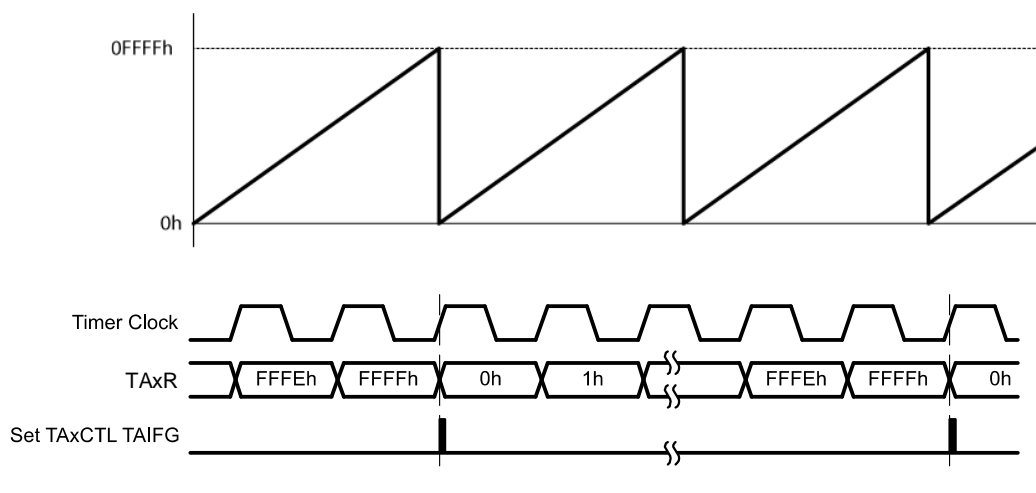 0FFFFh
0h
Timer Clock
TAxR FFFEh FFFFh 0h 1h FFFEh FFFFh 0h
Set TAxCTL TAIFG